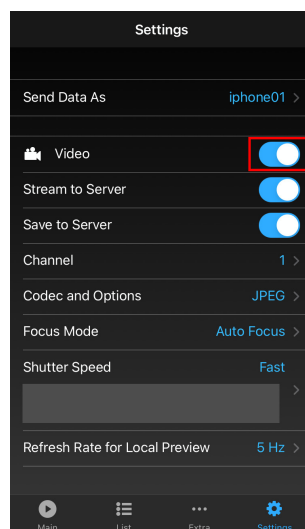 Settings
Send Data As iphone01
Video
Stream to Server
Save to Server
Channel 1
Codec and Options JPEG
Focus Mode Auto Focus
Shutter Speed Fast
Refresh Rate for Local Preview 5 Hz
Main List Extra Settings